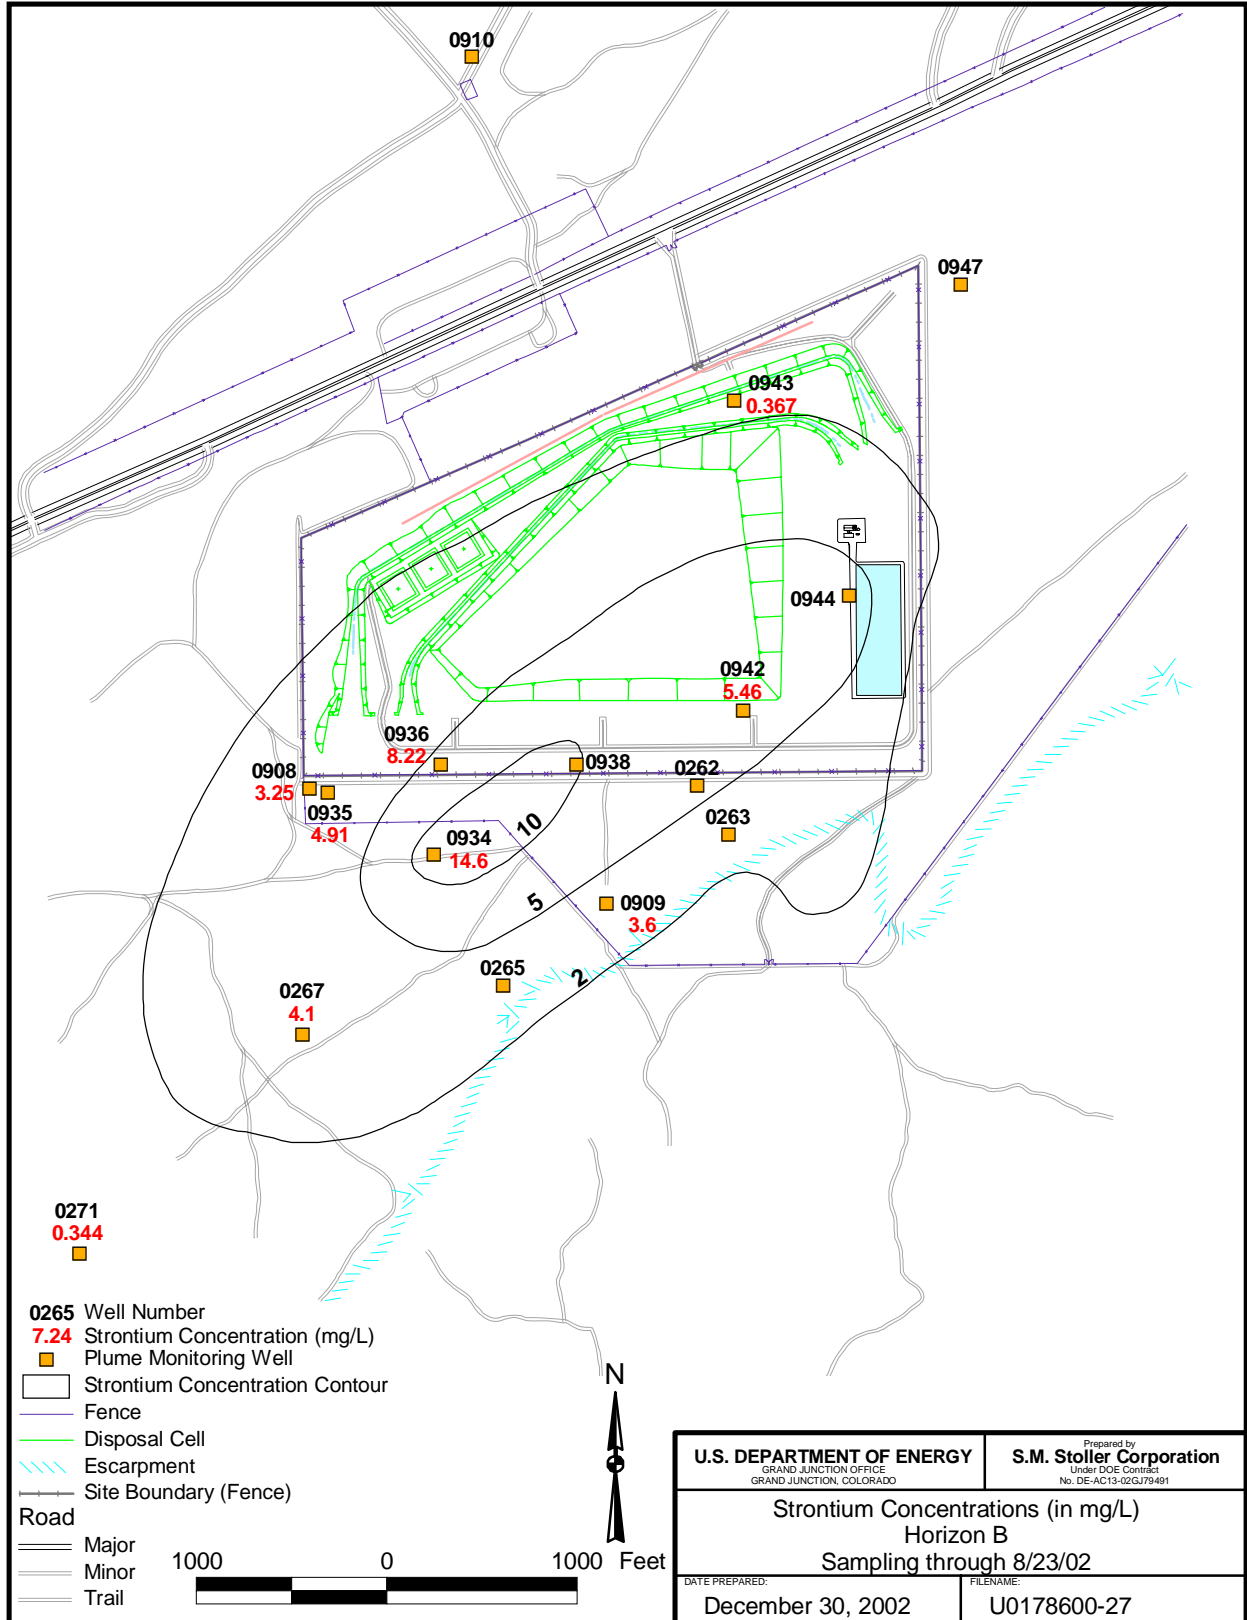 0910
0947
0943
0.367
0944
0942
5.46
0936
8.22
0938
0908
3.25
0262
0935
4.91
0263
10
0934
14.6
5
0909
3.6
0265
2
0267
4.1
0271
0.344
0265 Well Number
7.24 Strontium Concentration (mg/L)
Plume Monitoring Well
Strontium Concentration Contour
Fence
Disposal Cell
Escarpment
Site Boundary (Fence)
Road
Major
Minor
Trail
N
1000 0 1000 Feet
U.S. DEPARTMENT OF ENERGY
GRAND JUNCTION OFFICE
GRAND JUNCTION, COLORADO
Prepared by
S.M. Stoller Corporation
Under DOE Contract
No. DE-AC13-02GJ79491
Strontium Concentrations (in mg/L)
Horizon B
Sampling through 8/23/02
DATE PREPARED:
December 30, 2002
FILENAME:
U0178600-27